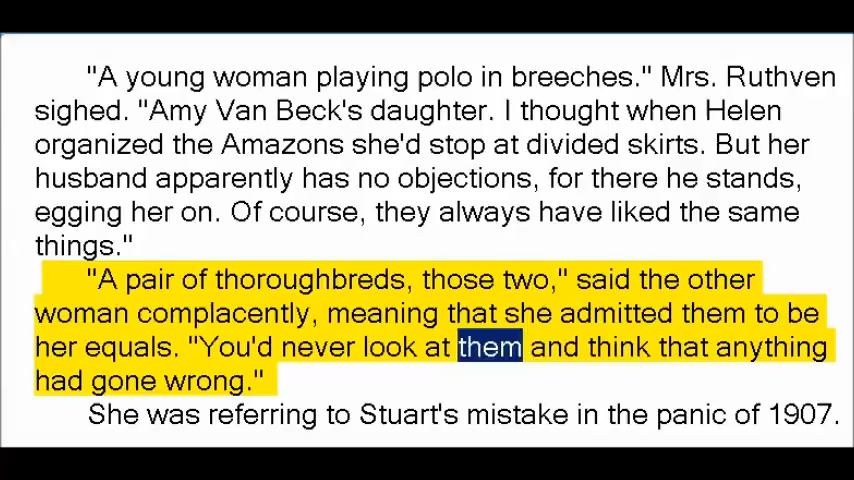 "A young woman playing polo in breeches." Mrs. Ruthven
sighed. "Amy Van Beck's daughter. I thought when Helen
organized the Amazons she'd stop at divided skirts. But her
husband apparently has no objections, for there he stands,
egging her on. Of course, they always have liked the same
things."
"A pair of thoroughbreds, those two," said the other
woman complacently, meaning that she admitted them to be
her equals. "You'd never look at them and think that anything
had gone wrong."
She was referring to Stuart's mistake in the panic of 1907.